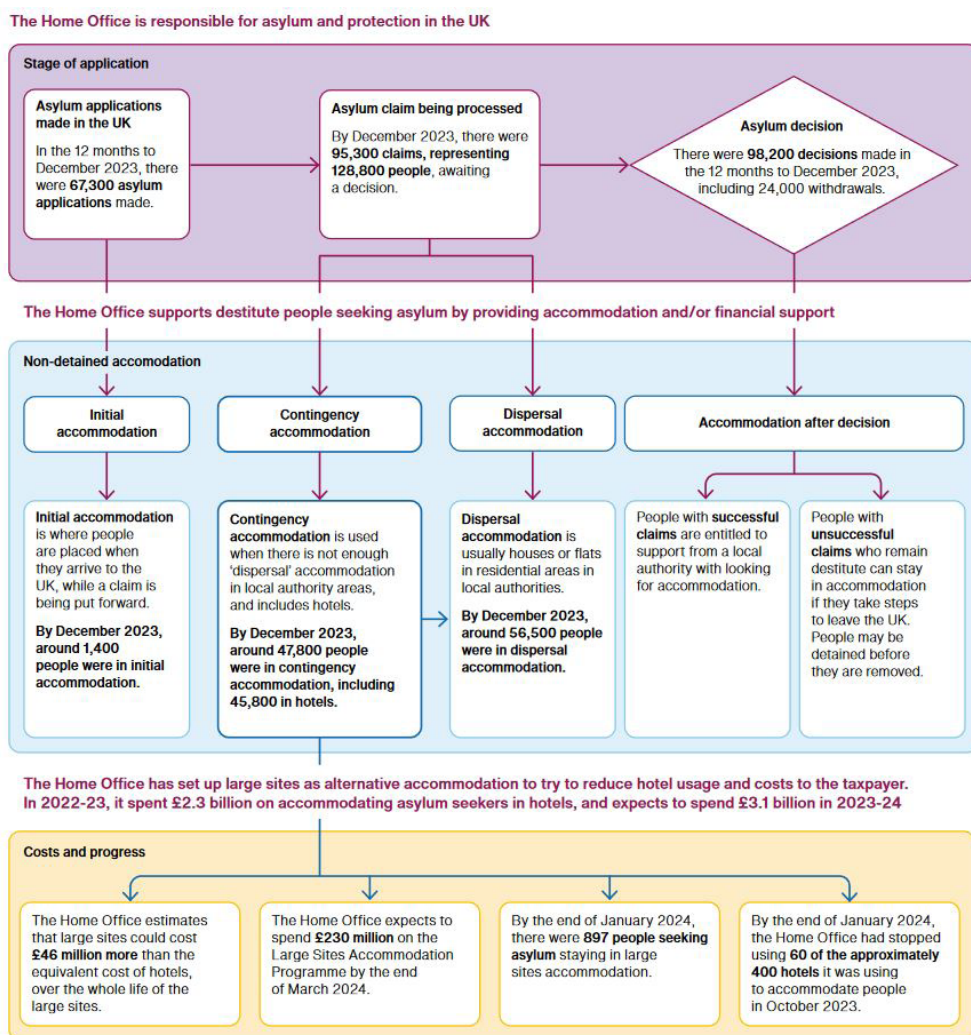 The Home Office is responsible for asylum and protection in the UK
Stage of application
Asylum applications
made in the UK
In the 12 months to
December 2023, there
were 67,300 asylum
applications made.
Asylum claim being processed
By December 2023, there were
95,300 claims, representing
128,800 people, awaiting
a decision.
Asylum decision
There were 98,200 decisions made in
the 12 months to December 2023,
including 24,000 withdrawals.
The Home Office supports destitute people seeking asylum by providing accommodation and/or financial support
Non-detained accomodation
Initial
accommodation
Contingency
accommodation
Dispersal
accommodation
Accommodation after decision
Initial accommodation
is where people
are placed when
they arrive to the
UK, while a claim is
being put forward.
By December 2023,
around 1,400
people were in initial
accommodation.
Contingency
accommodation is used
when there is not enough
‘dispersal’ accommodation
in local authority areas,
and includes hotels.
By December 2023,
around 47,800 people
were in contingency
accommodation, including
45,800 in hotels.
Dispersal
accommodation is
usually houses or flats
in residential areas in
local authorities.
By December 2023,
around 56,500 people
were in dispersal
accommodation.
People with successful
claims are entitled to
support from a local
authority with looking
for accommodation.
People with
unsuccessful
claims who remain
destitute can stay
in accommodation
if they take steps
to leave the UK.
People may be
detained before
they are removed.
The Home Office has set up large sites as alternative accommodation to try to reduce hotel usage and costs to the taxpayer.
In 2022-23, it spent £2.3 billion on accommodating asylum seekers in hotels, and expects to spend £3.1 billion in 2023-24
Costs and progress
The Home Office estimates
that large sites could cost
£46 million more than the
equivalent cost of hotels,
over the whole life of the
large sites.
The Home Office expects to
spend £230 million on the
Large Sites Accommodation
Programme by the end
of March 2024.
By the end of January 2024,
there were 897 people seeking
asylum staying in large
sites accommodation.
By the end of January 2024,
the Home Office had stopped
using 60 of the approximately
400 hotels it was using
to accommodate people
in October 2023.